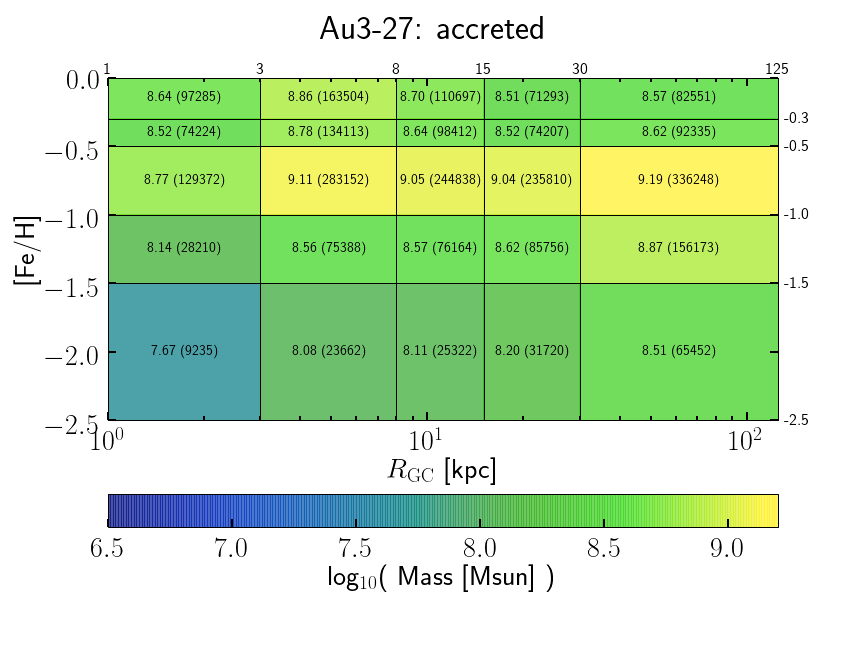 Au3-27: accreted
1 3 8 15 30 125
0.0
8.64 (97285) 8.86 (163504) 8.70 (110697) 8.51 (71293) 8.57 (82551)
-0.3
8.52 (74224) 8.78 (134113) 8.64 (98412) 8.52 (74207) 8.62 (92335)
−0.5 -0.5
8.77 (129372) 9.11 (283152) 9.05 (244838) 9.04 (235810) 9.19 (336248)
−1.0 -1.0
[Fe/H]
8.14 (28210) 8.56 (75388) 8.57 (76164) 8.62 (85756) 8.87 (156173)
−1.5 -1.5
7.67 (9235) 8.08 (23662) 8.11 (25322) 8.20 (31720) 8.51 (65452)
−2.0
−2.5 -2.5
10⁰ 10¹ 10²
R_GC [kpc]
6.5 7.0 7.5 8.0 8.5 9.0
log₁₀( Mass [Msun] )